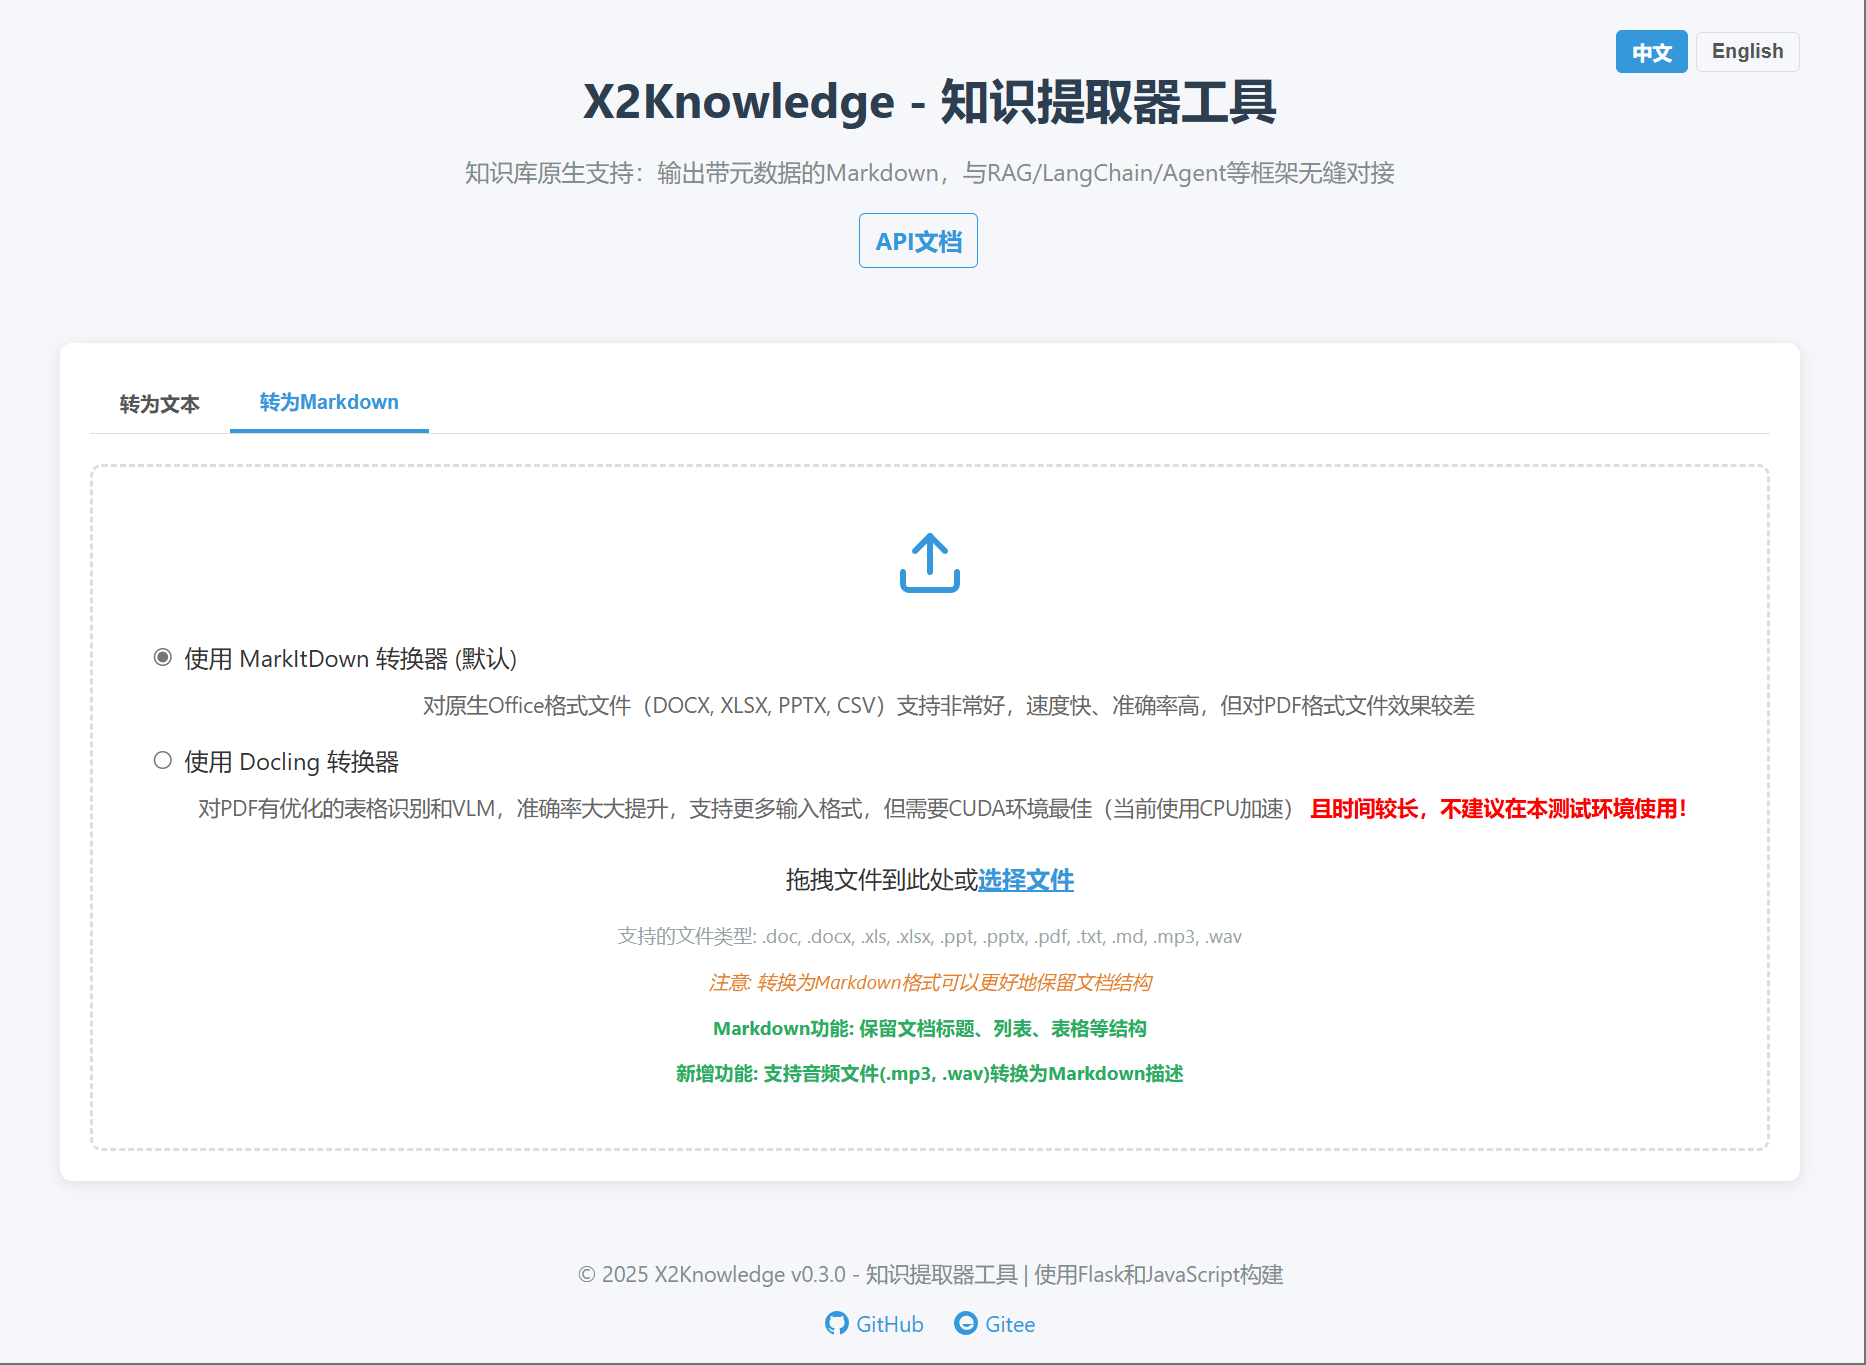 中文 English
X2Knowledge - 知识提取器工具
知识库原生支持：输出带元数据的Markdown，与RAG/LangChain/Agent等框架无缝对接
API文档
转为文本 转为Markdown
使用 MarkItDown 转换器 (默认)
对原生Office格式文件（DOCX, XLSX, PPTX, CSV）支持非常好，速度快、准确率高，但对PDF格式文件效果较差
使用 Docling 转换器
对PDF有优化的表格识别和VLM，准确率大大提升，支持更多输入格式，但需要CUDA环境最佳（当前使用CPU加速） 且时间较长，不建议在本测试环境使用！
拖拽文件到此处或选择文件
支持的文件类型: .doc, .docx, .xls, .xlsx, .ppt, .pptx, .pdf, .txt, .md, .mp3, .wav
注意: 转换为Markdown格式可以更好地保留文档结构
Markdown功能: 保留文档标题、列表、表格等结构
新增功能: 支持音频文件(.mp3, .wav)转换为Markdown描述
© 2025 X2Knowledge v0.3.0 - 知识提取器工具 | 使用Flask和JavaScript构建
GitHub Gitee